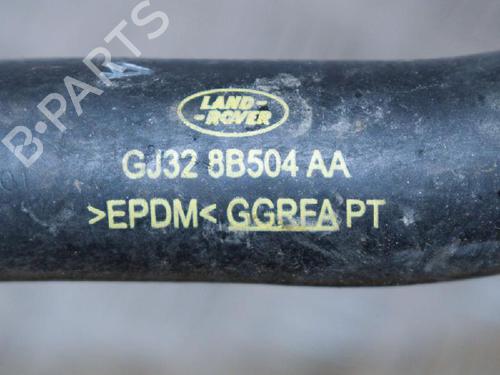 B-PARTS
LAND-
-ROVER
GJ32 8B504 AA
>EPDM< GGRFA PT